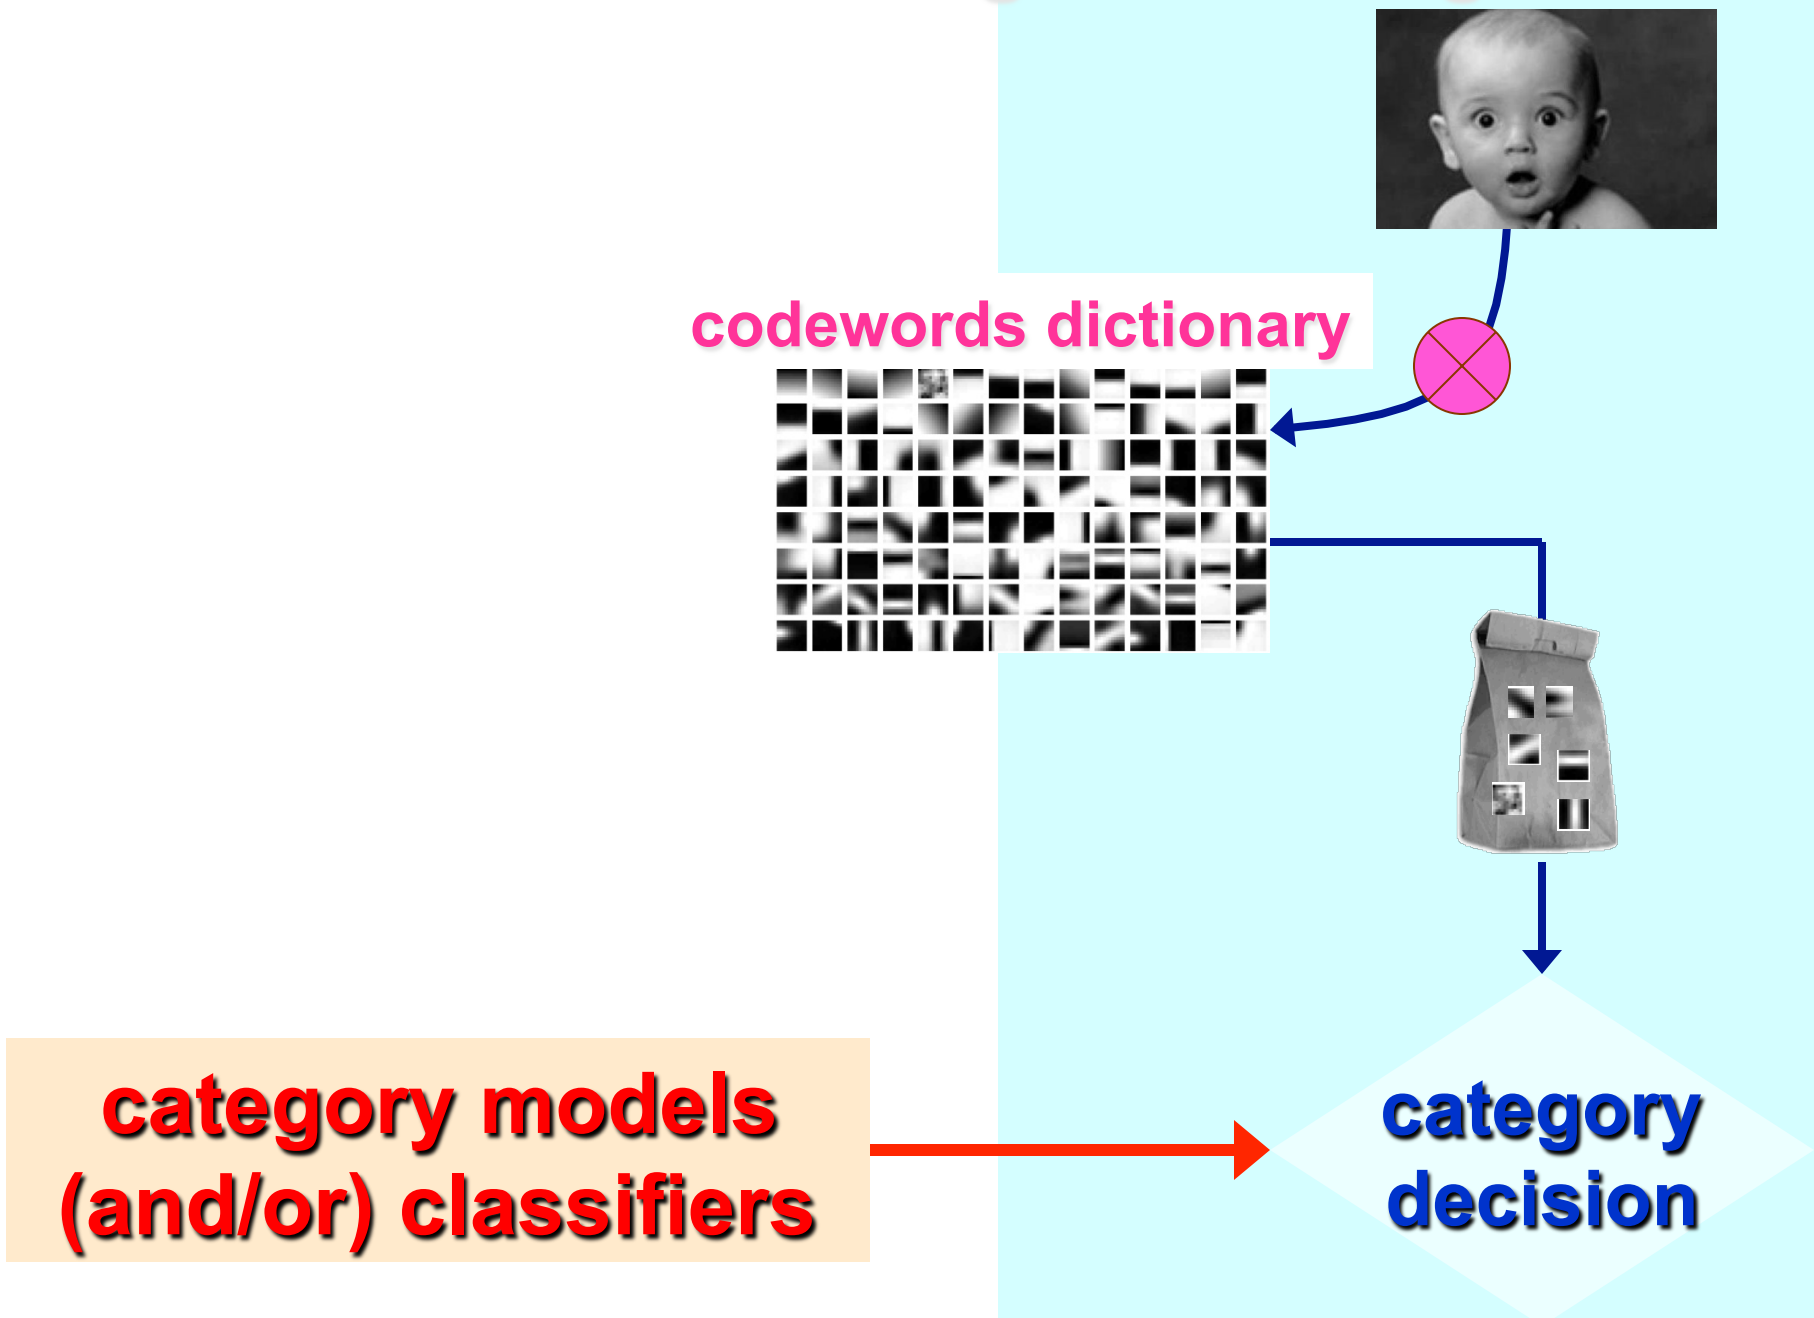 codewords dictionary
category models
(and/or) classifiers
category
decision